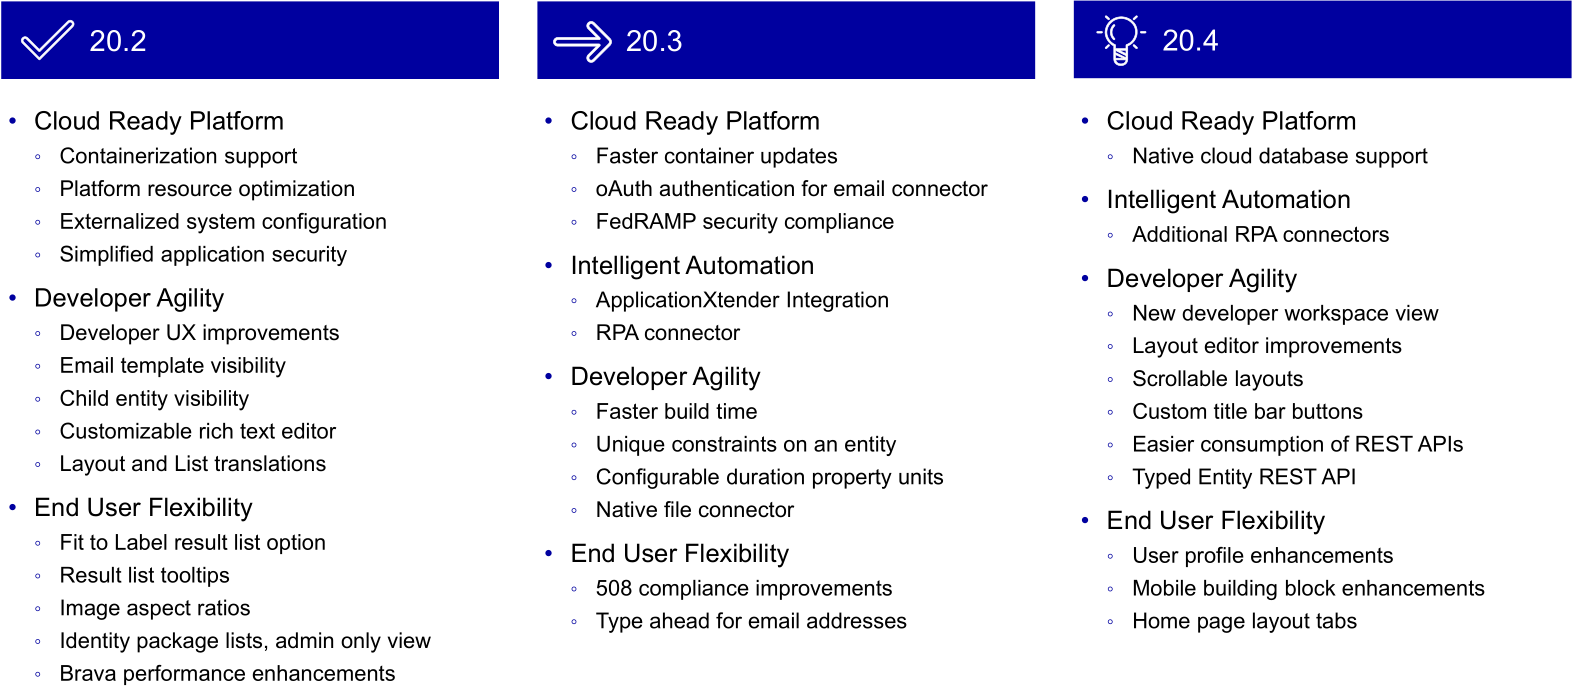 20.2
• Cloud Ready Platform
◦ Containerization support
◦ Platform resource optimization
◦ Externalized system configuration
◦ Simplified application security
• Developer Agility
◦ Developer UX improvements
◦ Email template visibility
◦ Child entity visibility
◦ Customizable rich text editor
◦ Layout and List translations
• End User Flexibility
◦ Fit to Label result list option
◦ Result list tooltips
◦ Image aspect ratios
◦ Identity package lists, admin only view
◦ Brava performance enhancements
20.3
• Cloud Ready Platform
◦ Faster container updates
◦ oAuth authentication for email connector
◦ FedRAMP security compliance
• Intelligent Automation
◦ ApplicationXtender Integration
◦ RPA connector
• Developer Agility
◦ Faster build time
◦ Unique constraints on an entity
◦ Configurable duration property units
◦ Native file connector
• End User Flexibility
◦ 508 compliance improvements
◦ Type ahead for email addresses
20.4
• Cloud Ready Platform
◦ Native cloud database support
• Intelligent Automation
◦ Additional RPA connectors
• Developer Agility
◦ New developer workspace view
◦ Layout editor improvements
◦ Scrollable layouts
◦ Custom title bar buttons
◦ Easier consumption of REST APIs
◦ Typed Entity REST API
• End User Flexibility
◦ User profile enhancements
◦ Mobile building block enhancements
◦ Home page layout tabs